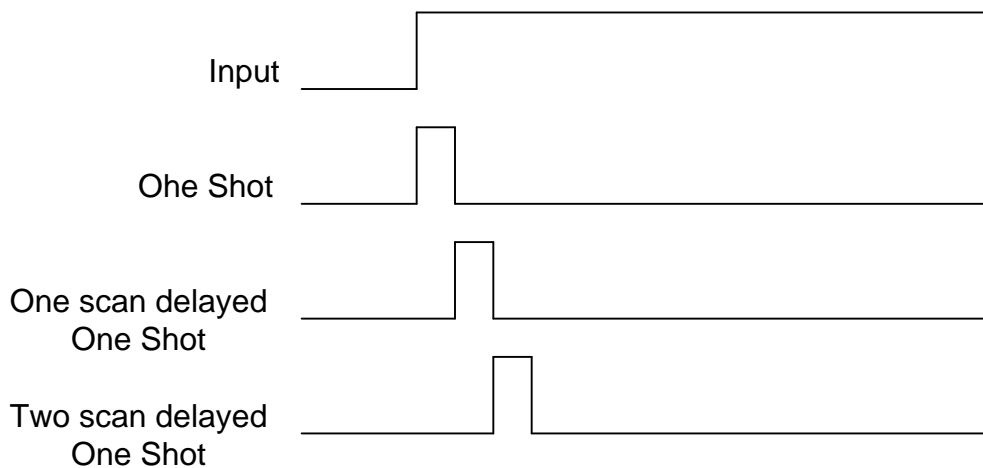 Input
Ohe Shot
One scan delayed
One Shot
Two scan delayed
One Shot